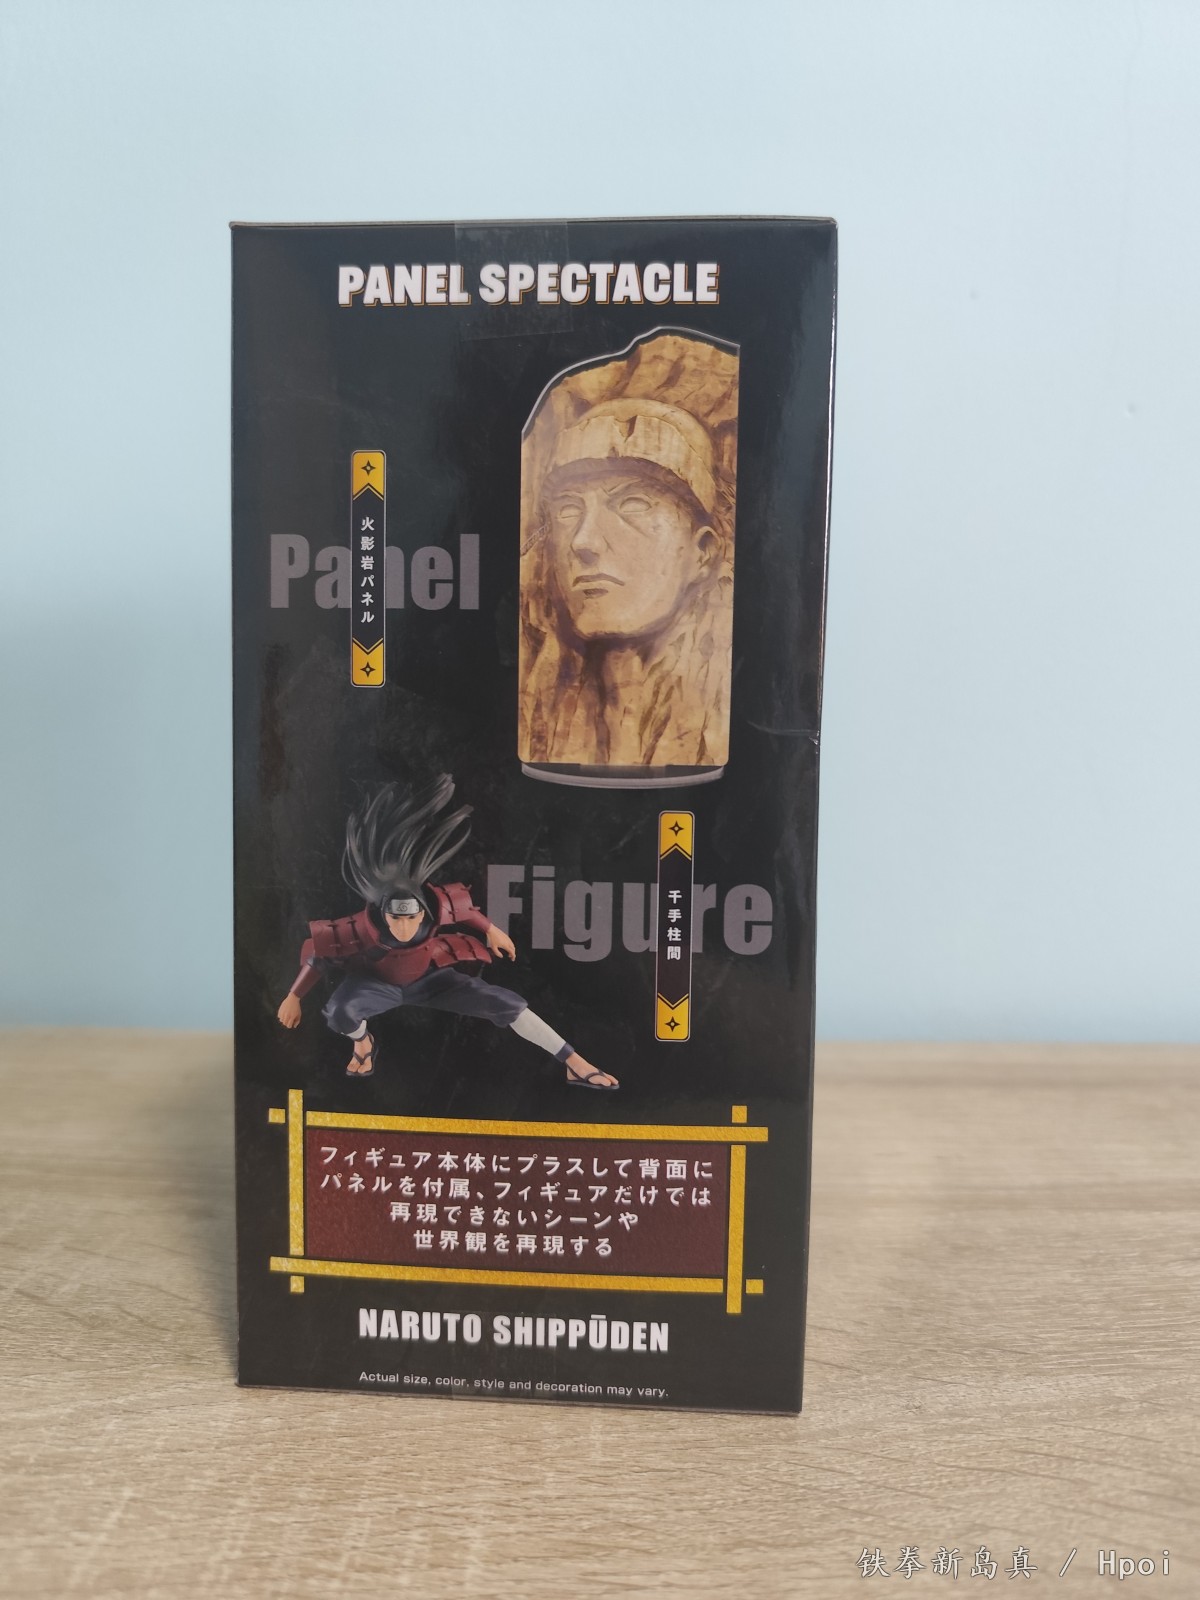 PANEL SPECTACLE
Panel
火影岩パネル
Figure
千手柱間
フィギュア本体にプラスして背面に
パネルを付属、フィギュアだけでは
再現できないシーンや
世界観を再現する
NARUTO SHIPPŪDEN
Actual size, color, style and decoration may vary.
铁拳新岛真 / Hpoi